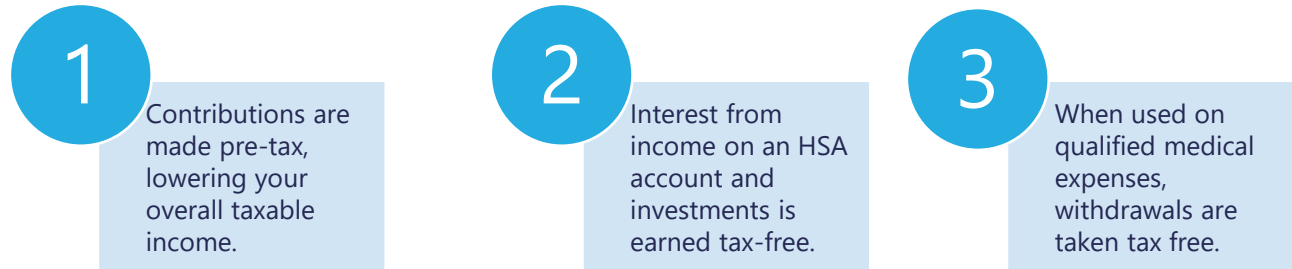 1
Contributions are
made pre-tax,
lowering your
overall taxable
income.
2
Interest from
income on an HSA
account and
investments is
earned tax-free.
3
When used on
qualified medical
expenses,
withdrawals are
taken tax free.